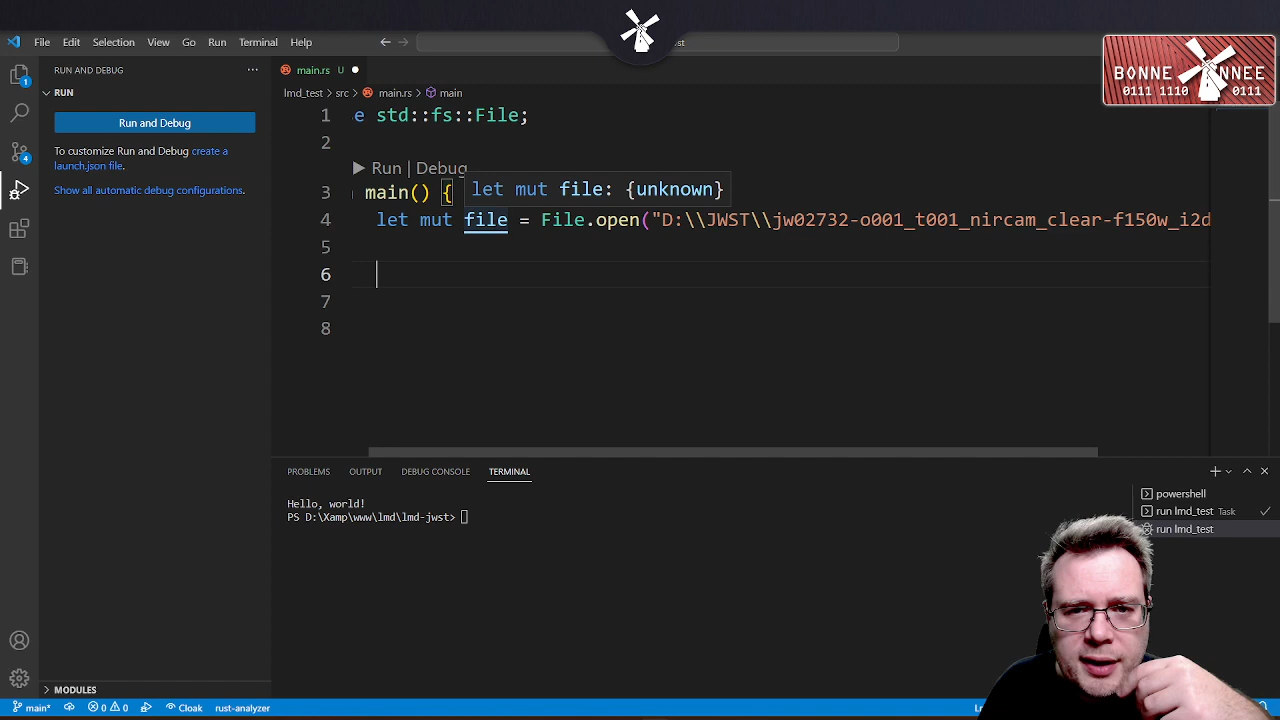 File Edit Selection View Go Run Terminal Help
est
BONNE NNEE
0111 1110 0111
RUN AND DEBUG
RUN
Run and Debug
To customize Run and Debug create a
launch.json file.
Show all automatic debug configurations.
MODULES
main.rs U
lmd_test > src > main.rs > main
1 e std::fs::File;
2
Run | Debug
let mut file: {unknown}
3 main() {
4 let mut file = File.open("D:\\JWST\\jw02732-o001_t001_nircam_clear-f150w_i2d
5
6
7
8
PROBLEMS OUTPUT DEBUG CONSOLE TERMINAL
Hello, world!
PS D:\Xamp\www\lmd\lmd-jwst>
powershell
run lmd_test Task
run lmd_test
1
4
main* 0 0 Cloak rust-analyzer